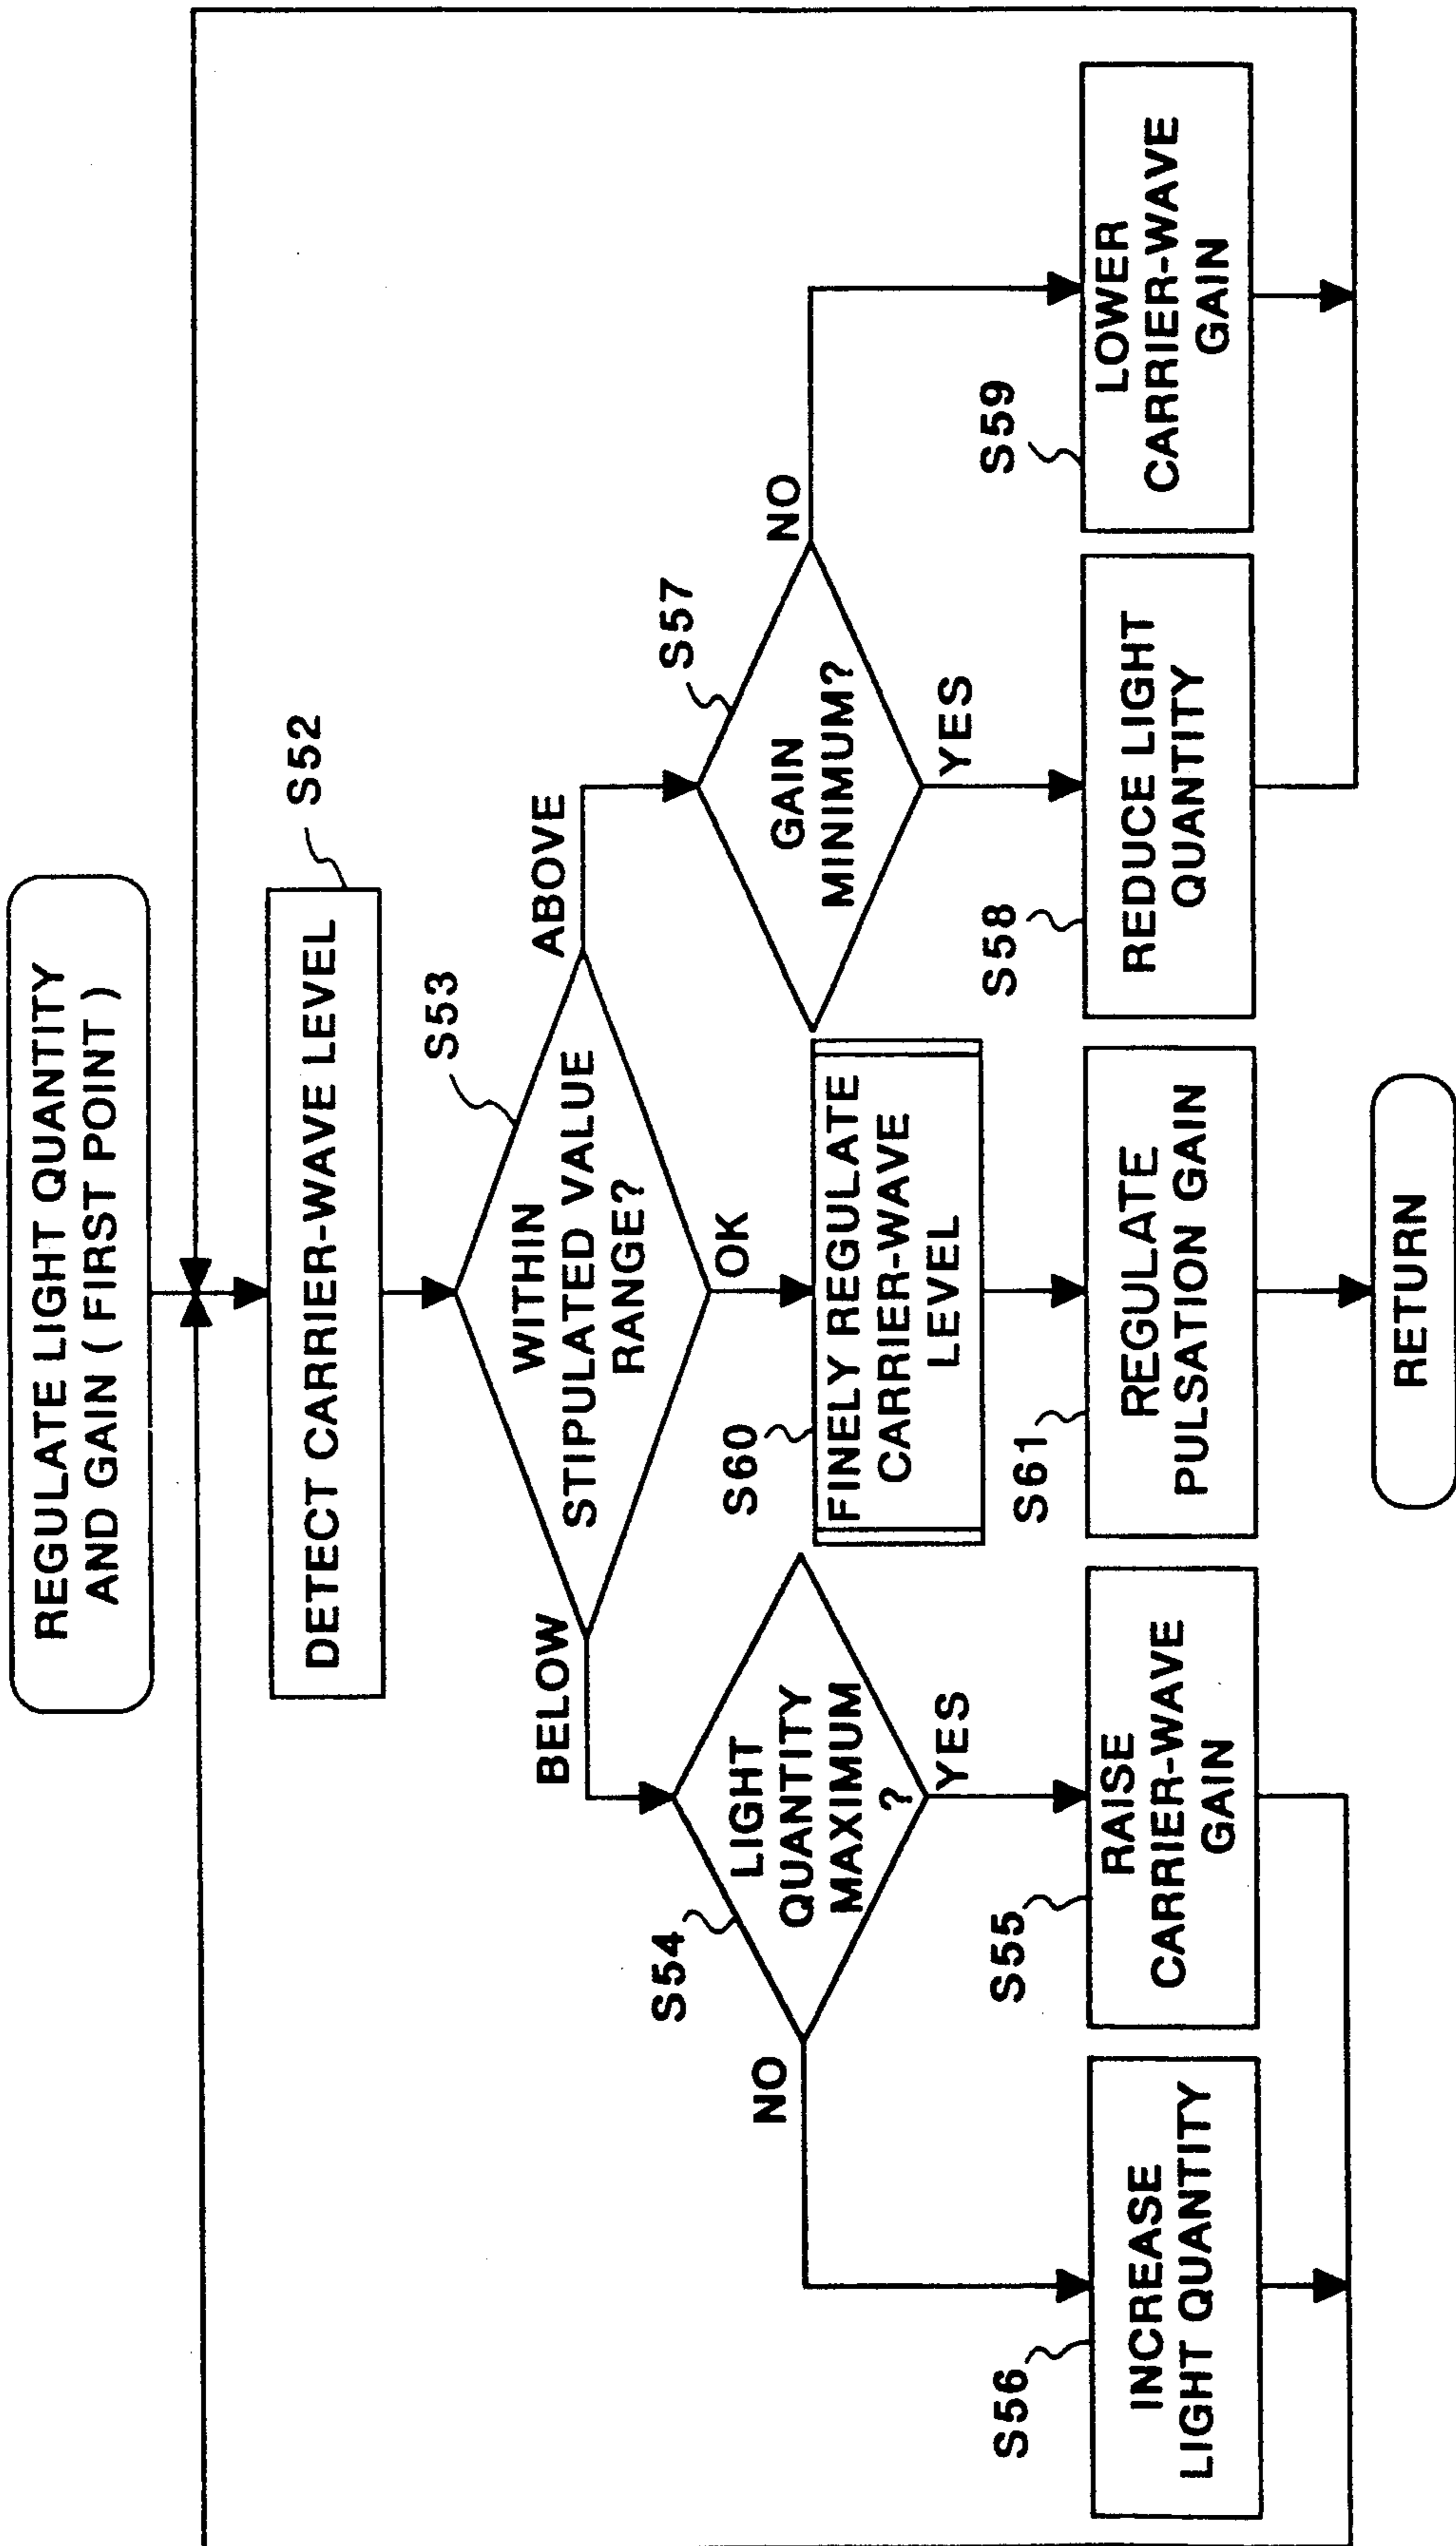 REGULATE LIGHT QUANTITY
AND GAIN ( FIRST POINT )
S52
DETECT CARRIER-WAVE LEVEL
S53
WITHIN
STIPULATED VALUE
RANGE?
BELOW
OK
ABOVE
S54
LIGHT
QUANTITY
MAXIMUM
?
NO
YES
S60
FINELY REGULATE
CARRIER-WAVE
LEVEL
S57
GAIN
MINIMUM?
YES
NO
S56
INCREASE
LIGHT QUANTITY
S55
RAISE
CARRIER-WAVE
GAIN
S61
REGULATE
PULSATION GAIN
S58
REDUCE LIGHT
QUANTITY
S59
LOWER
CARRIER-WAVE
GAIN
RETURN